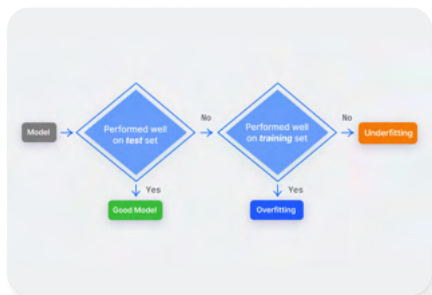 Model
Performed well
on test set
No
Performed well
on training set
No
Underfitting
Yes
Good Model
Yes
Overfitting